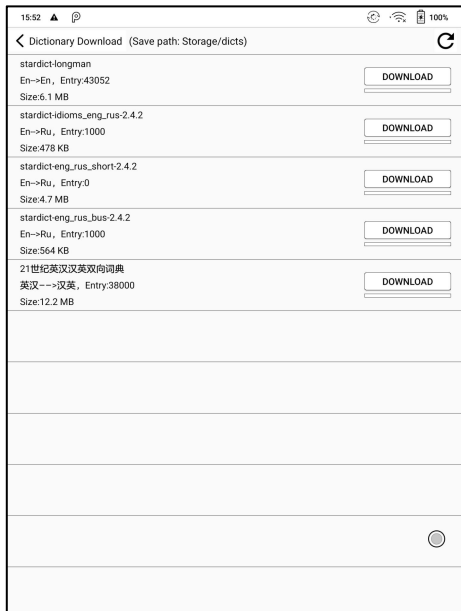 15:52 100%
Dictionary Download (Save path: Storage/dicts)
stardict-longman
En-->En, Entry:43052
Size:6.1 MB
DOWNLOAD
stardict-idioms_eng_rus-2.4.2
En-->Ru, Entry:1000
Size:478 KB
DOWNLOAD
stardict-eng_rus_short-2.4.2
En-->Ru, Entry:0
Size:4.7 MB
DOWNLOAD
stardict-eng_rus_bus-2.4.2
En-->Ru, Entry:1000
Size:564 KB
DOWNLOAD
21世纪英汉汉英双向词典
英汉-->汉英, Entry:38000
Size:12.2 MB
DOWNLOAD